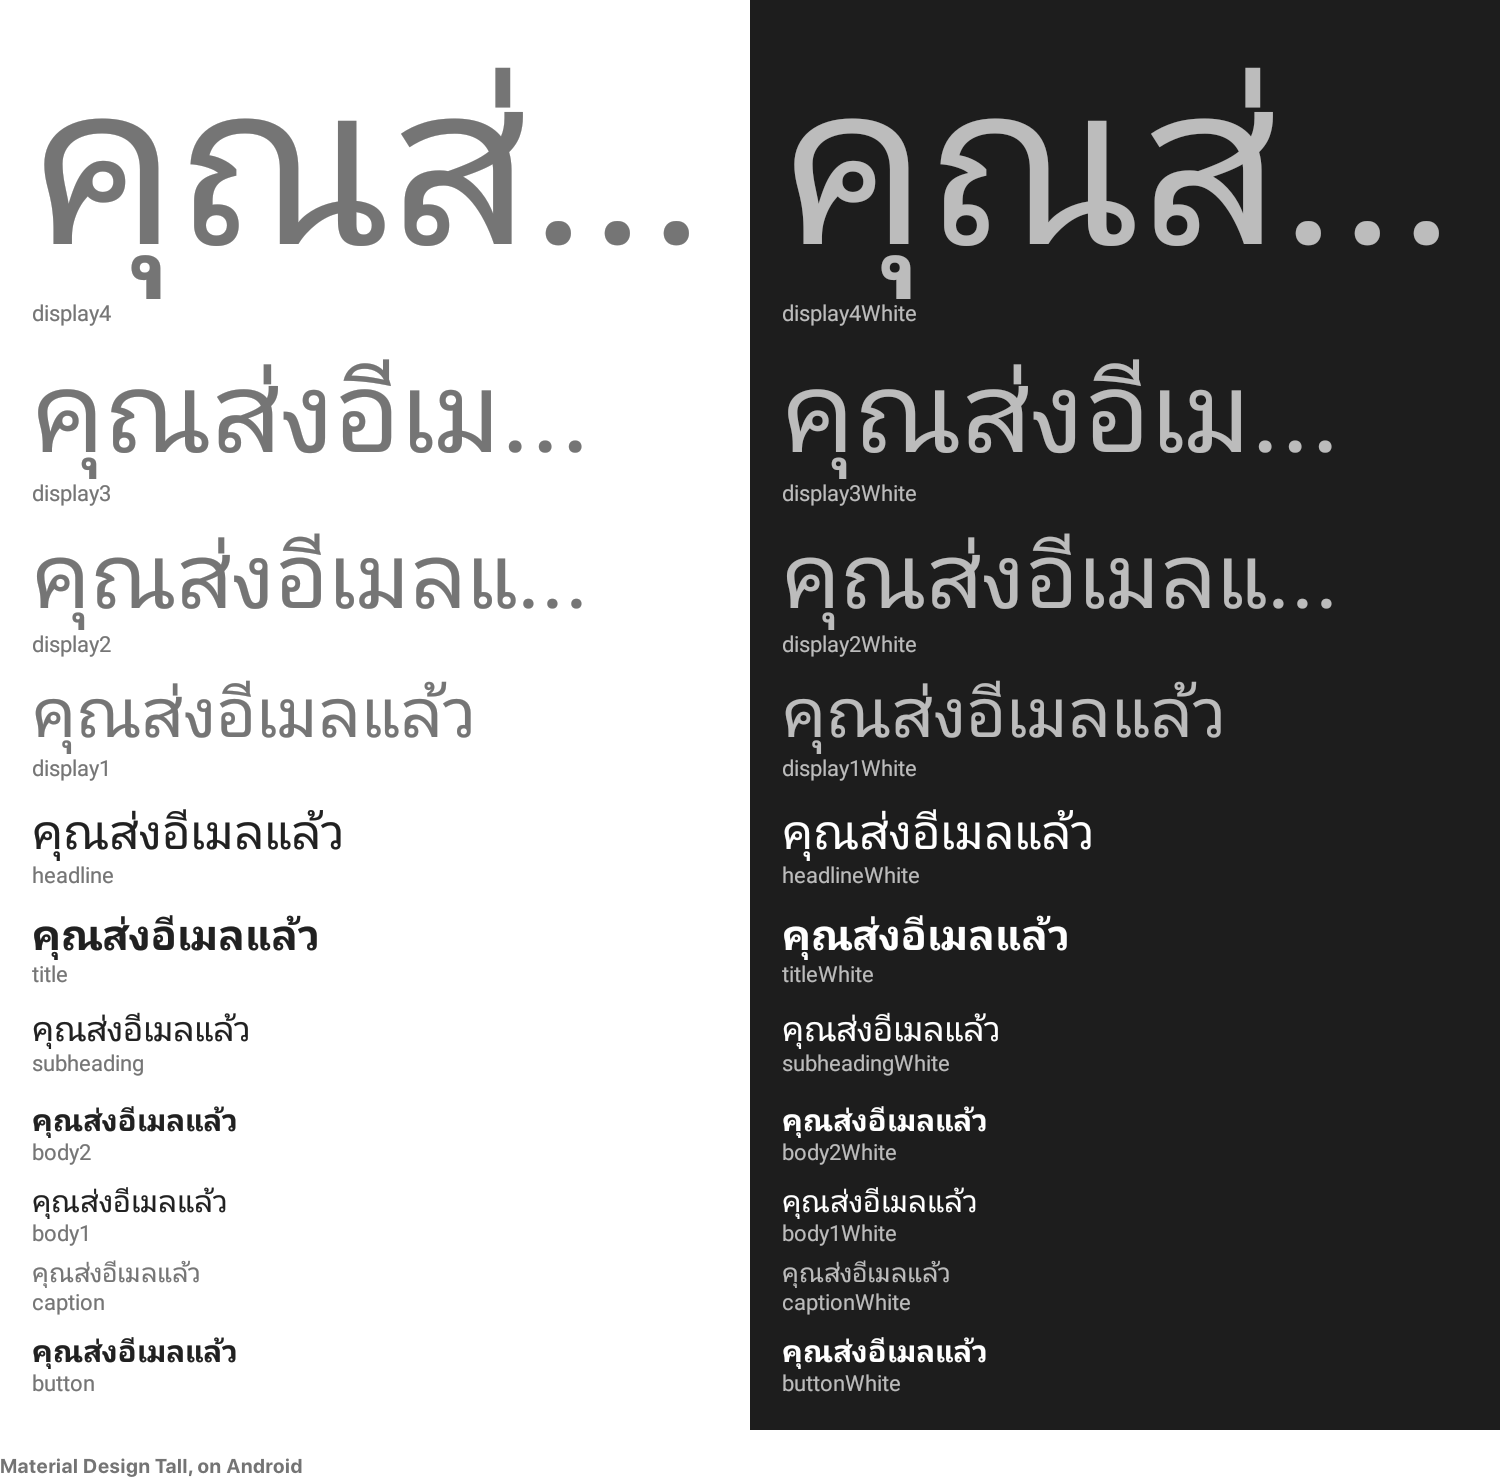 คุณส่...
display4
คุณส่งอีเม...
display3
คุณส่งอีเมลแ...
display2
คุณส่งอีเมลแล้ว
display1
คุณส่งอีเมลแล้ว
headline
คุณส่งอีเมลแล้ว
title
คุณส่งอีเมลแล้ว
subheading
คุณส่งอีเมลแล้ว
body2
คุณส่งอีเมลแล้ว
body1
คุณส่งอีเมลแล้ว
caption
คุณส่งอีเมลแล้ว
button
คุณส่...
display4White
คุณส่งอีเม...
display3White
คุณส่งอีเมลแ...
display2White
คุณส่งอีเมลแล้ว
display1White
คุณส่งอีเมลแล้ว
headlineWhite
คุณส่งอีเมลแล้ว
titleWhite
คุณส่งอีเมลแล้ว
subheadingWhite
คุณส่งอีเมลแล้ว
body2White
คุณส่งอีเมลแล้ว
body1White
คุณส่งอีเมลแล้ว
captionWhite
คุณส่งอีเมลแล้ว
buttonWhite
Material Design Tall, on Android